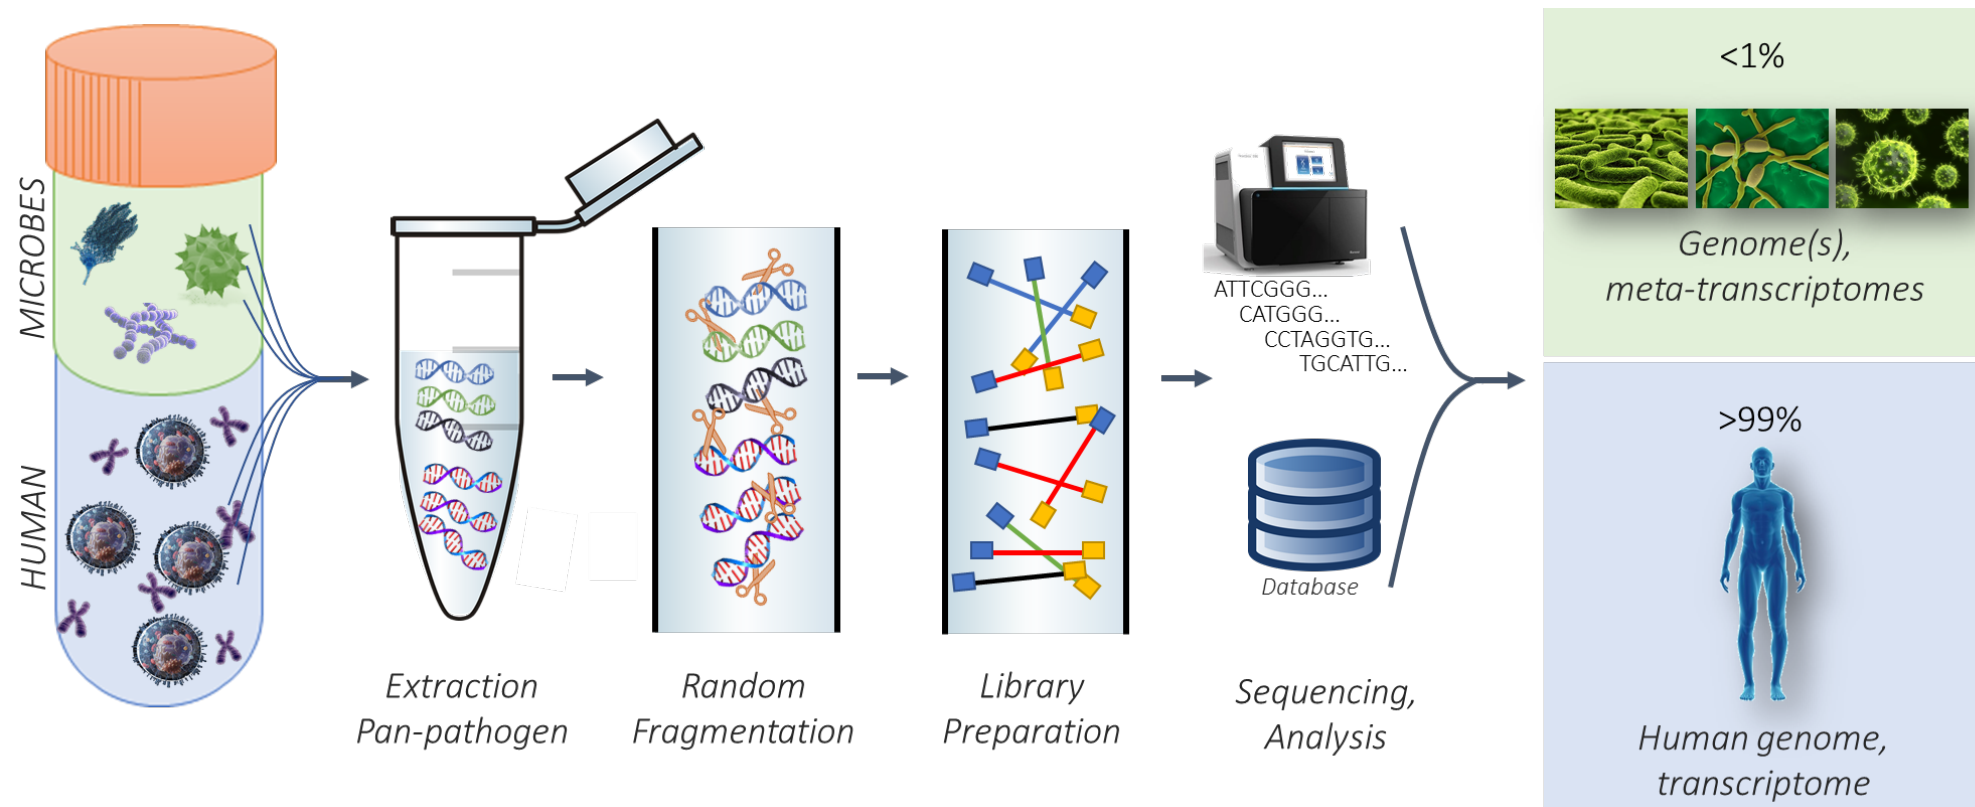 MICROBES
HUMAN
Extraction
Pan-pathogen
Random
Fragmentation
Library
Preparation
ATTCGGG...
CATGGG...
CCTAGGTG...
TGCATTG...
Database
Sequencing,
Analysis
<1%
Genome(s),
meta-transcriptomes
>99%
Human genome,
transcriptome